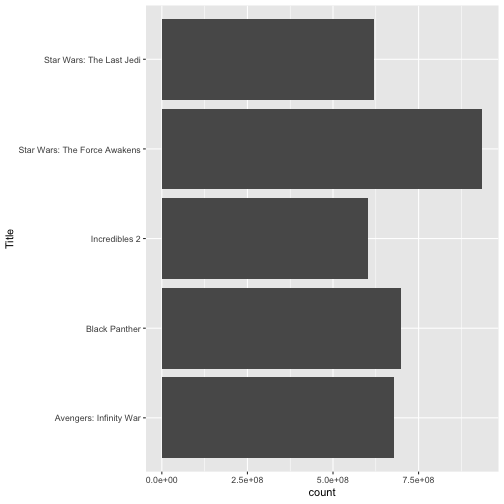 Star Wars: The Last Jedi
Star Wars: The Force Awakens
Title
Incredibles 2
Black Panther
Avengers: Infinity War
0.0e+00 2.5e+08 5.0e+08 7.5e+08
count